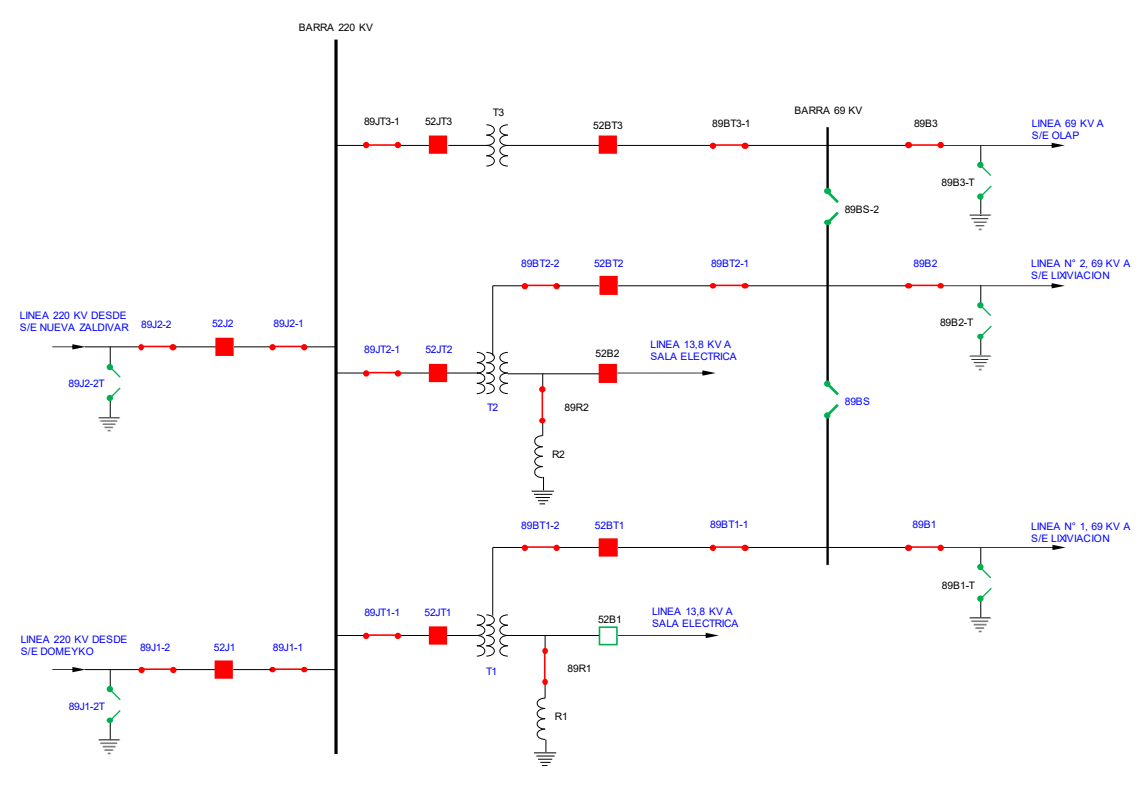 BARRA 220 KV
89JT3-1
52JT3
T3
52BT3
89BT3-1
BARRA 69 KV
89B3
LINEA 69 KV A
S/E OLAP
89B3-T
89BS-2
89BT2-2
52BT2
89BT2-1
89B2
LINEA N° 2, 69 KV A
S/E LIXIVIACION
89B2-T
LINEA 220 KV DESDE
S/E NUEVA ZALDIVAR
89J2-2
52J2
89J2-1
89J2-2T
89JT2-1
52JT2
T2
52B2
LINEA 13,8 KV A
SALA ELECTRICA
89R2
R2
89BS
89BT1-2
52BT1
89BT1-1
89B1
LINEA N° 1, 69 KV A
S/E LIXIVIACION
89B1-T
89JT1-1
52JT1
T1
52B1
LINEA 13,8 KV A
SALA ELECTRICA
89R1
R1
LINEA 220 KV DESDE
S/E DOMEYKO
89J1-2
52J1
89J1-1
89J1-2T